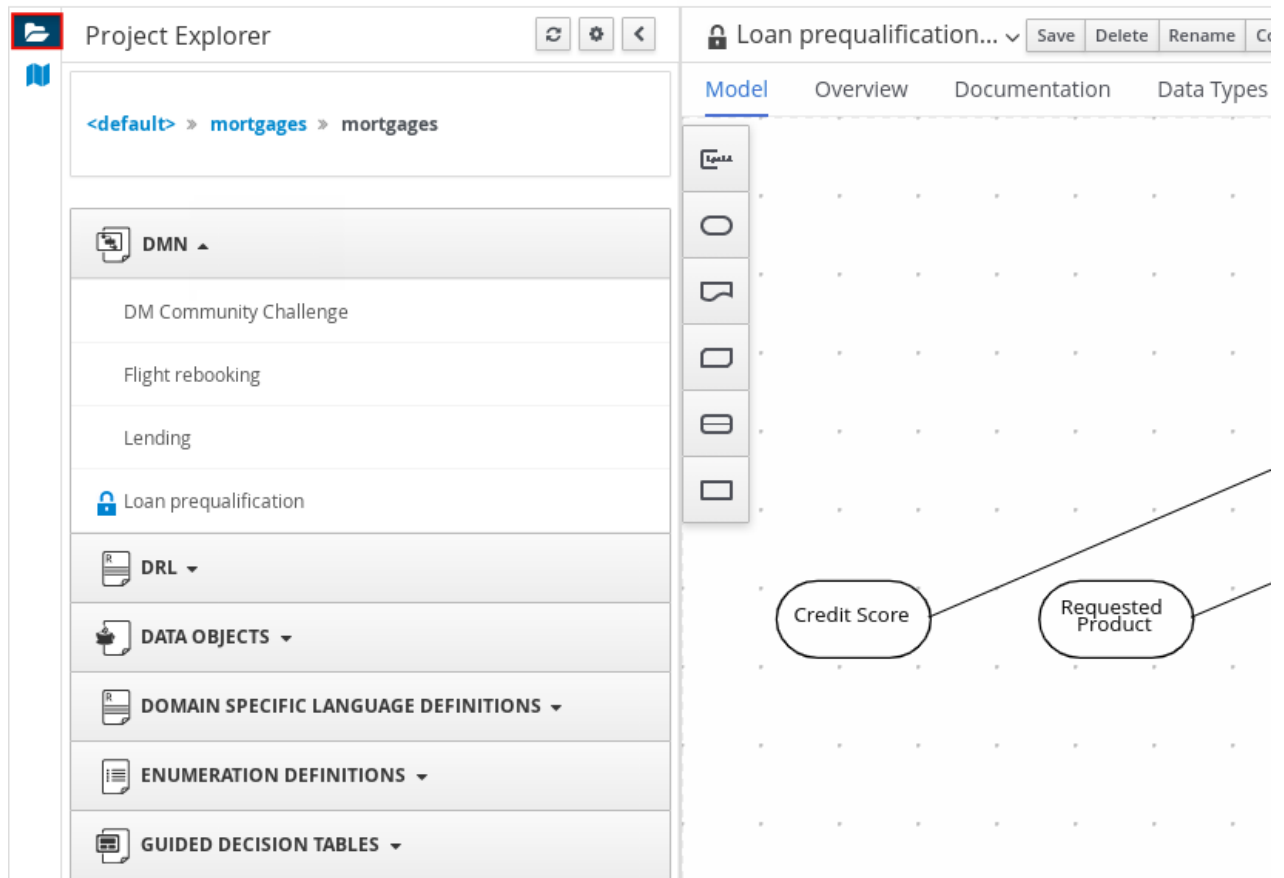 Project Explorer
<default> » mortgages » mortgages
DMN
DM Community Challenge
Flight rebooking
Lending
Loan prequalification
DRL
DATA OBJECTS
DOMAIN SPECIFIC LANGUAGE DEFINITIONS
ENUMERATION DEFINITIONS
GUIDED DECISION TABLES
Loan prequalification... Save Delete Rename Co
Model Overview Documentation Data Types
Credit Score
Requested
Product